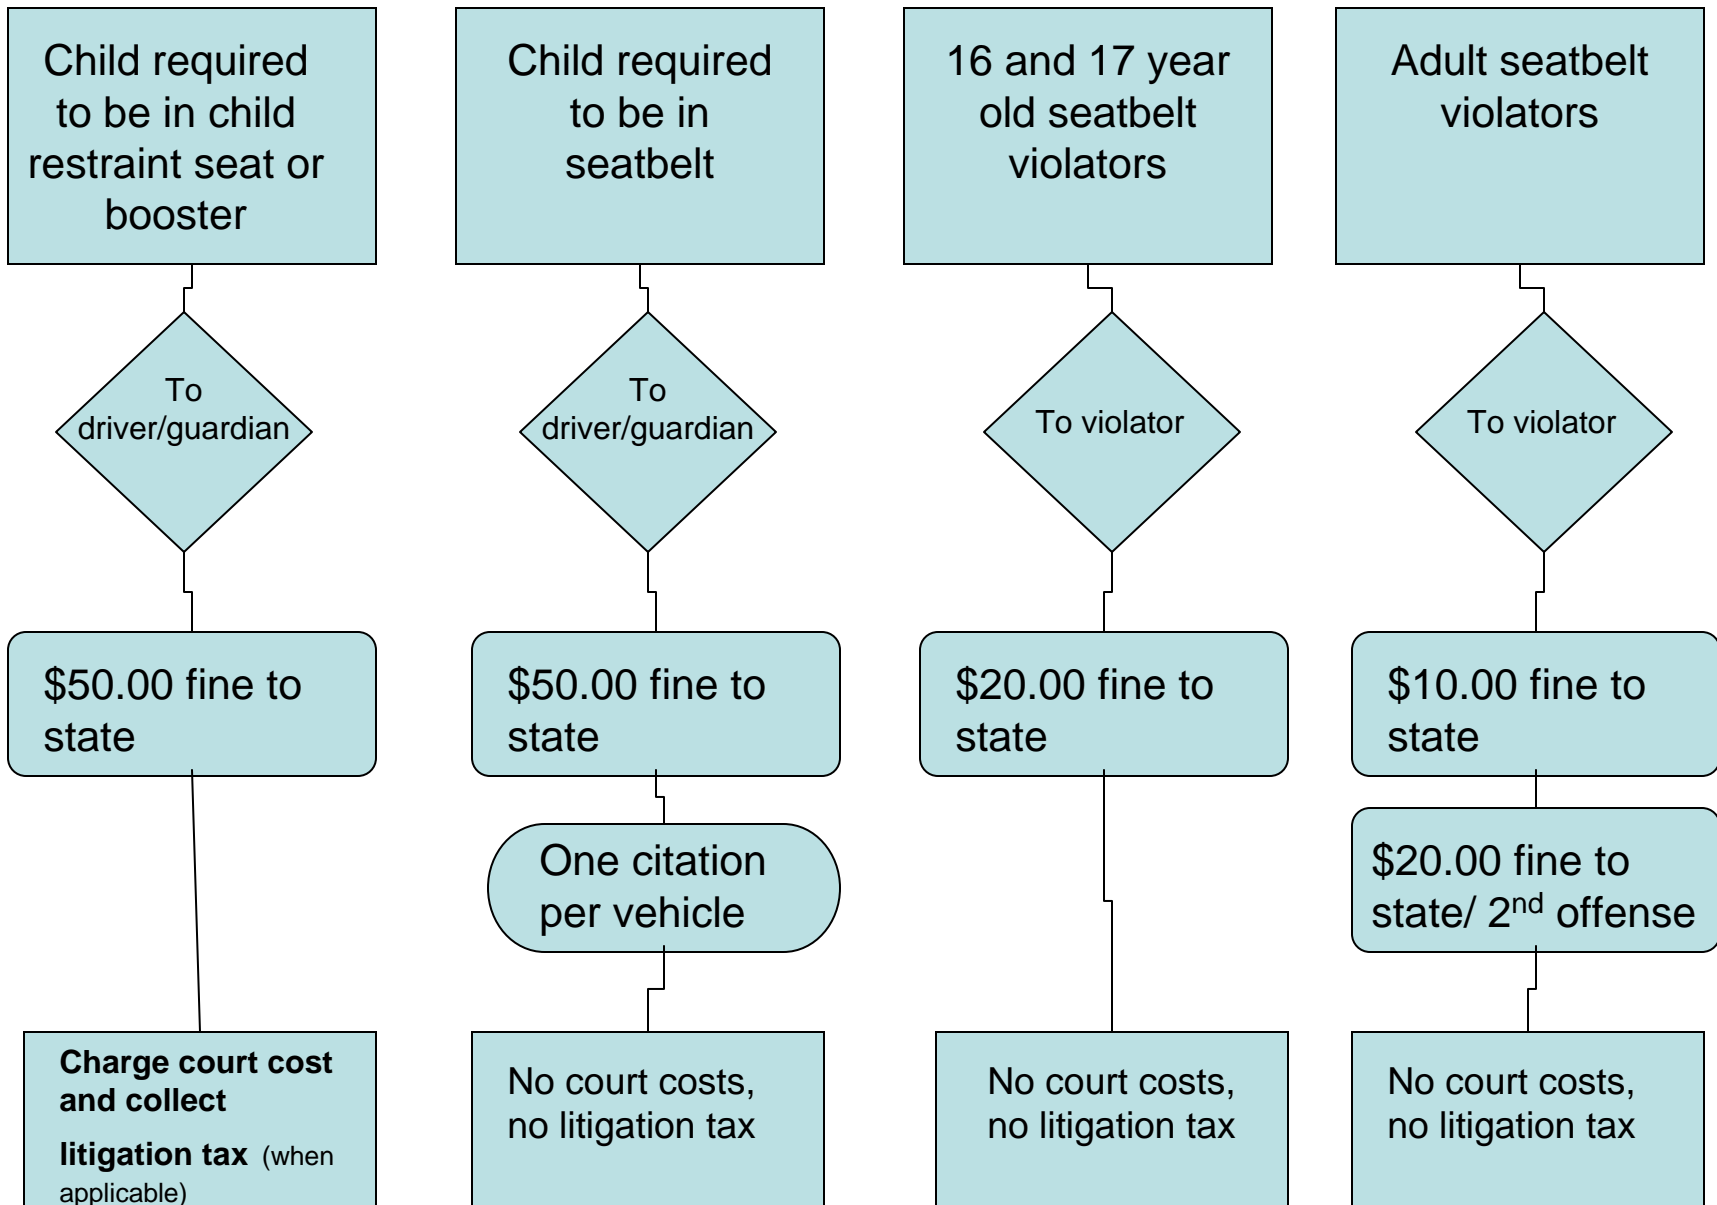 Child required
to be in child
restraint seat or
booster
To
driver/guardian
$50.00 fine to
state
Charge court cost
and collect
litigation tax (when
applicable)
Child required
to be in
seatbelt
To
driver/guardian
$50.00 fine to
state
One citation
per vehicle
No court costs,
no litigation tax
16 and 17 year
old seatbelt
violators
To violator
$20.00 fine to
state
No court costs,
no litigation tax
Adult seatbelt
violators
To violator
$10.00 fine to
state
$20.00 fine to
state/ 2nd offense
No court costs,
no litigation tax